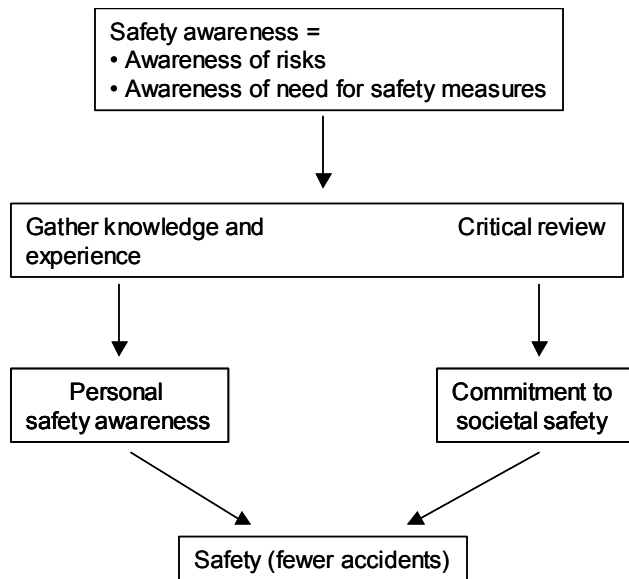 Safety awareness =
• Awareness of risks
• Awareness of need for safety measures
Gather knowledge and
experience
Critical review
Personal
safety awareness
Commitment to
societal safety
Safety (fewer accidents)